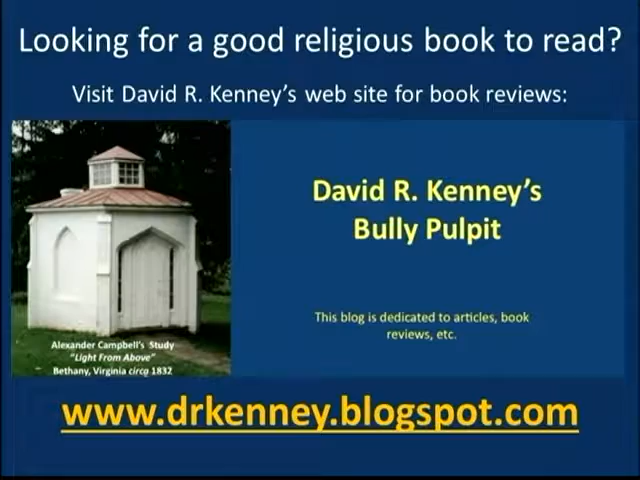 Looking for a good religious book to read?
Visit David R. Kenney's web site for book reviews:
David R. Kenney's
Bully Pulpit
This blog is dedicated to articles, book
reviews, etc.
Alexander Campbell's Study
"Light From Above"
Bethany, Virginia circa 1832
www.drkenney.blogspot.com